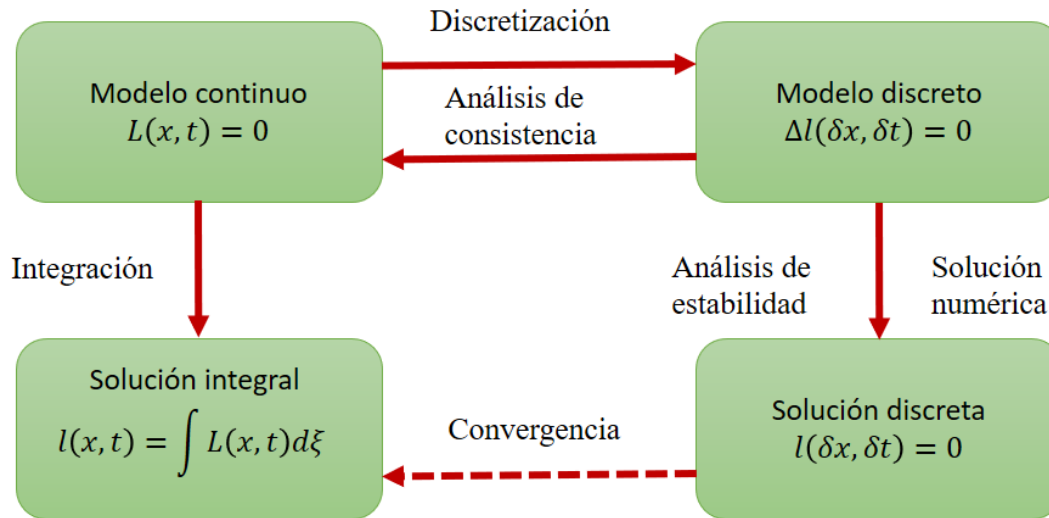 Discretización
Modelo continuo
L(x, t) = 0
Análisis de
consistencia
Modelo discreto
Δl(δx, δt) = 0
Integración
Análisis de
estabilidad
Solución
numérica
Solución integral
l(x, t) = ∫ L(x, t)dξ
Convergencia
Solución discreta
l(δx, δt) = 0